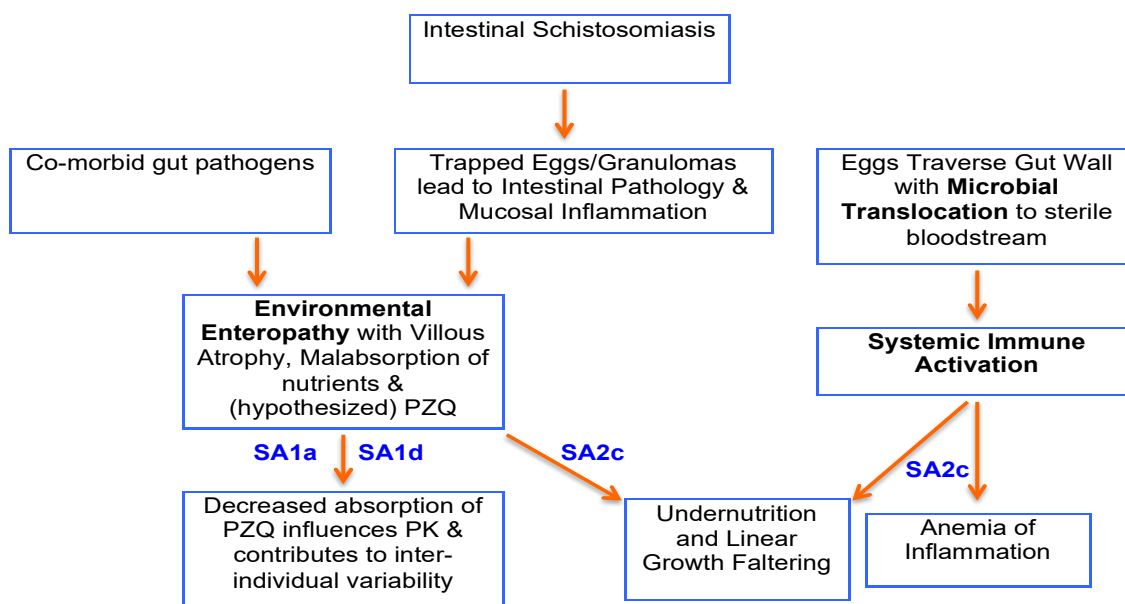 Intestinal Schistosomiasis
Co-morbid gut pathogens
Trapped Eggs/Granulomas
lead to Intestinal Pathology &
Mucosal Inflammation
Eggs Traverse Gut Wall
with Microbial
Translocation to sterile
bloodstream
Environmental
Enteropathy with Villous
Atrophy, Malabsorption of
nutrients &
(hypothesized) PZQ
Systemic Immune
Activation
SA1a
SA1d
SA2c
SA2c
Decreased absorption of
PZQ influences PK &
contributes to inter-
individual variability
Undernutrition
and Linear
Growth Faltering
Anemia of
Inflammation